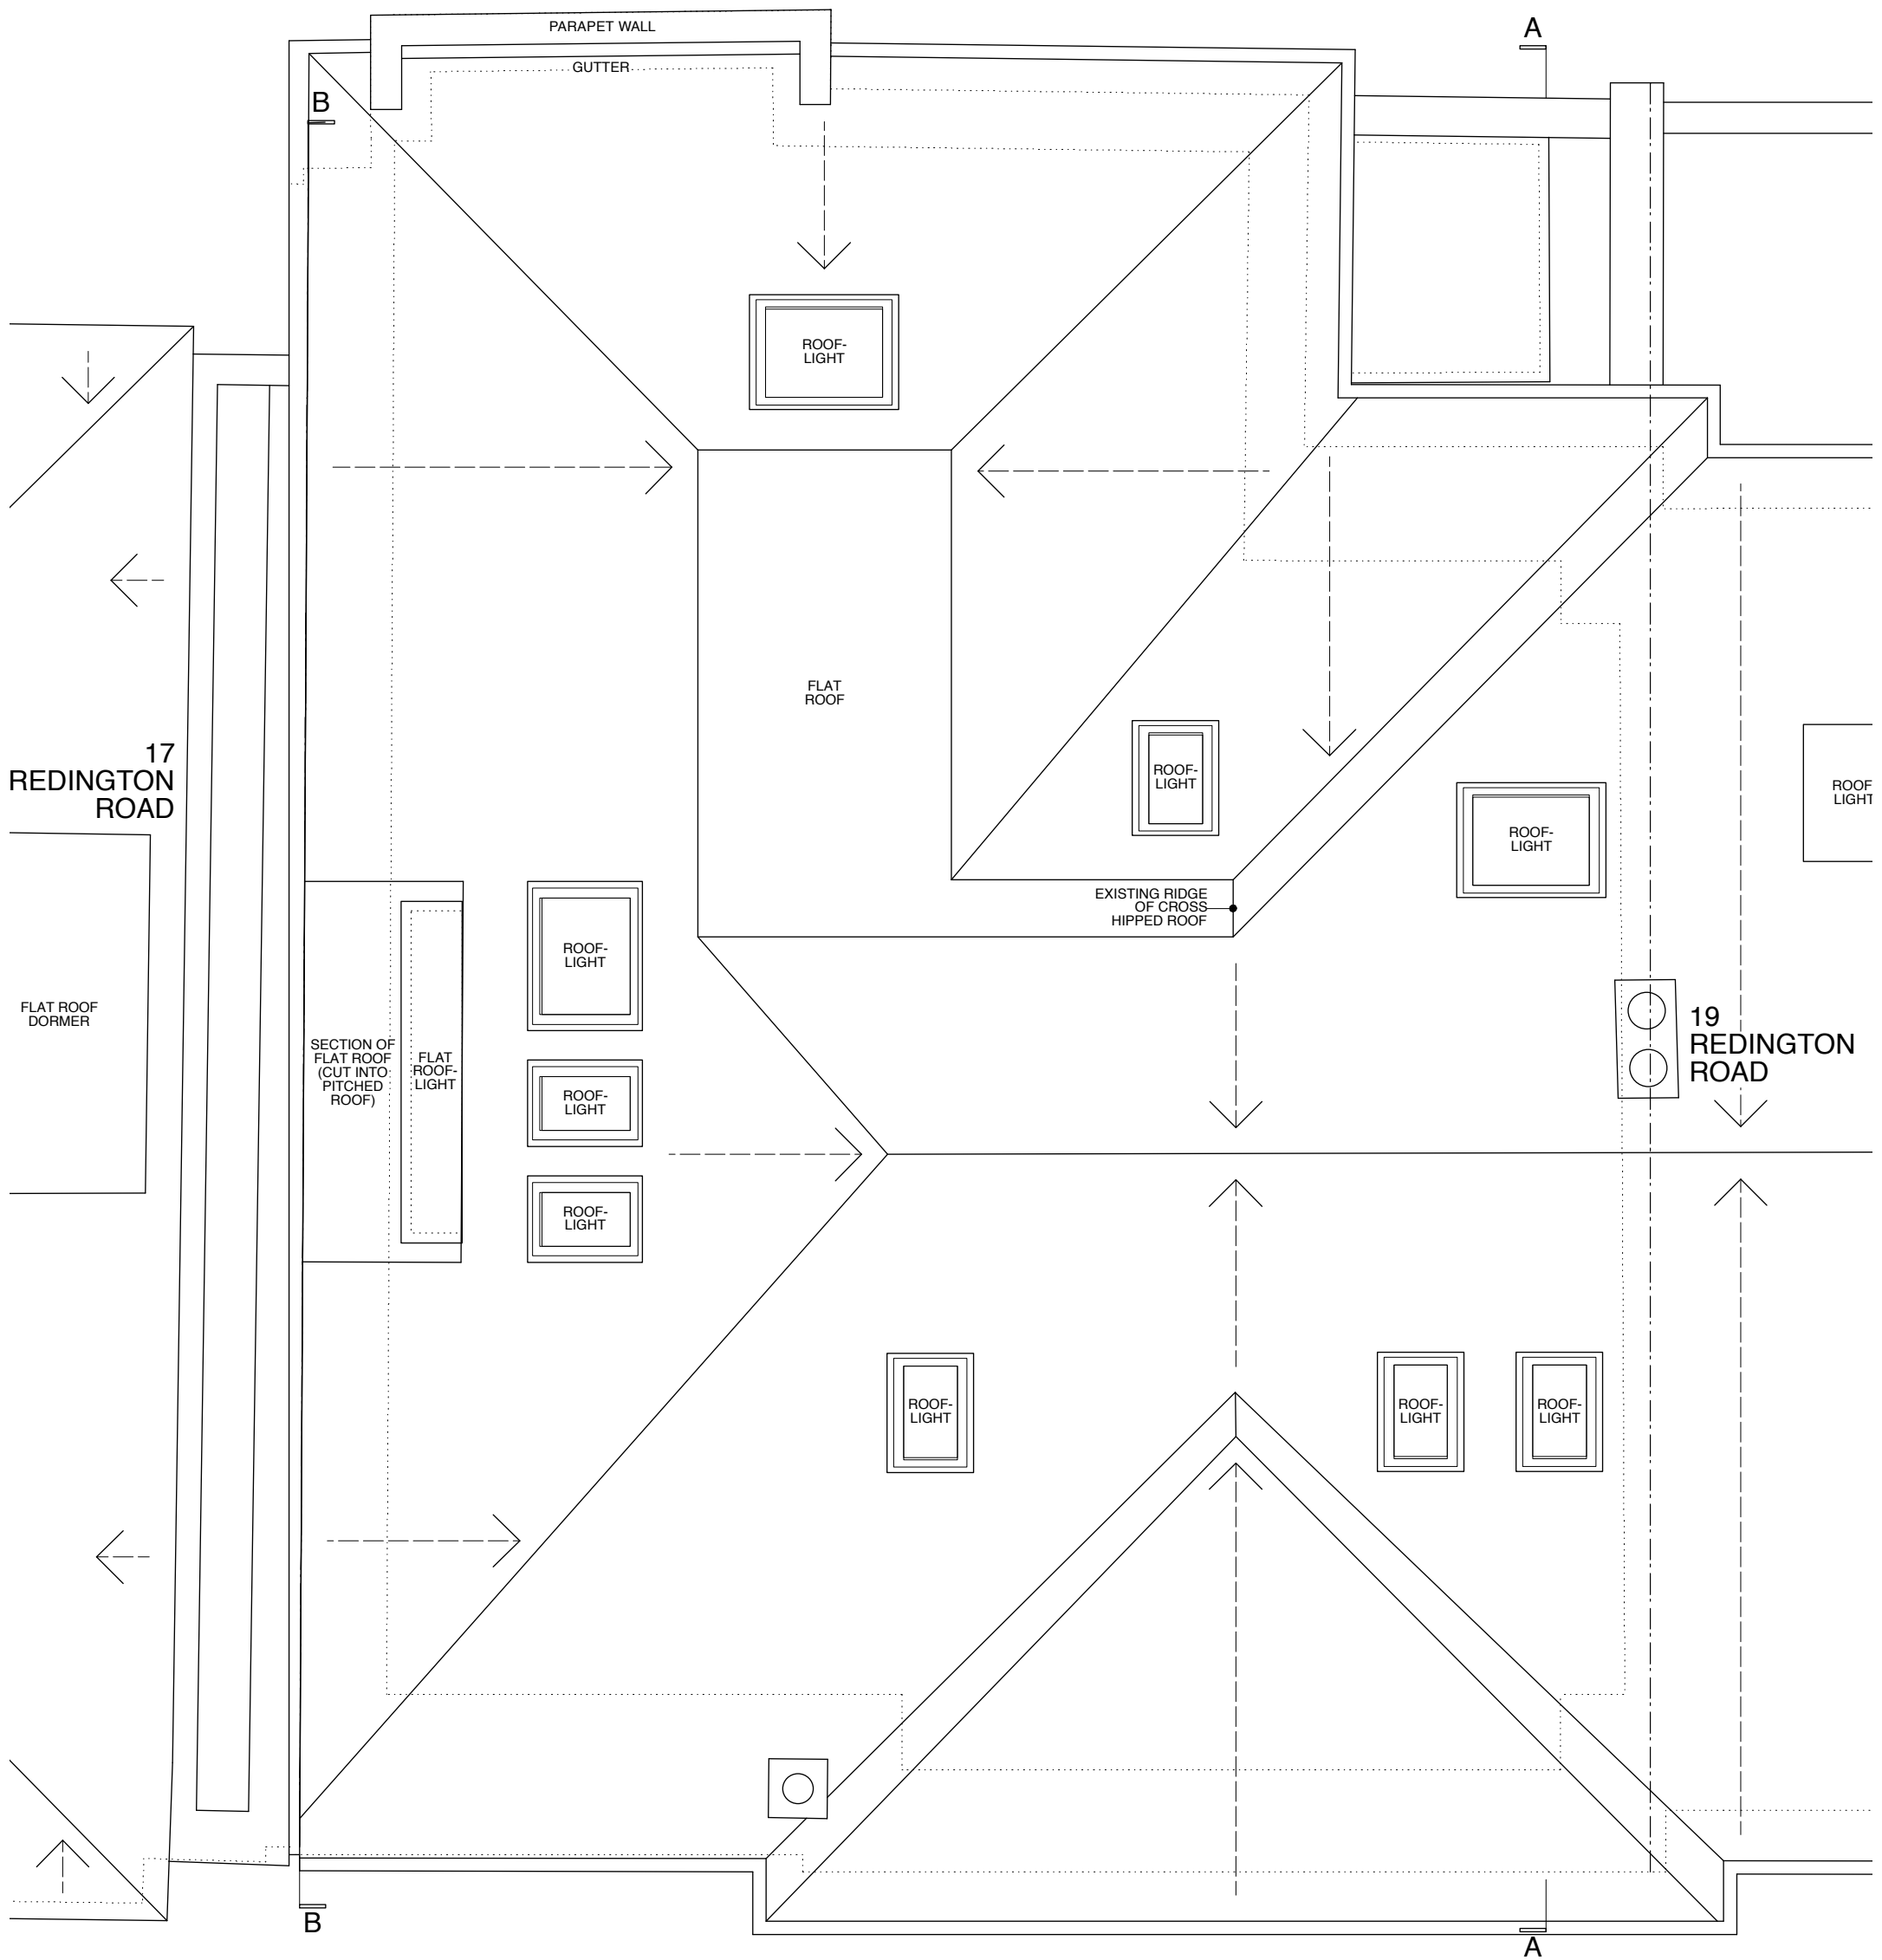 PARAPET WALL
GUTTER
A
B
ROOF-
LIGHT
FLAT
ROOF
17
REDINGTON
ROAD
ROOF-
LIGHT
ROOF-
LIGHT
ROOF
LIGHT
EXISTING RIDGE
OF CROSS
HIPPED ROOF
ROOF-
LIGHT
FLAT ROOF
DORMER
SECTION OF
FLAT ROOF
(CUT INTO
PITCHED
ROOF)
FLAT
ROOF-
LIGHT
ROOF-
LIGHT
ROOF-
LIGHT
19
REDINGTON
ROAD
ROOF-
LIGHT
ROOF-
LIGHT
ROOF-
LIGHT
B
A